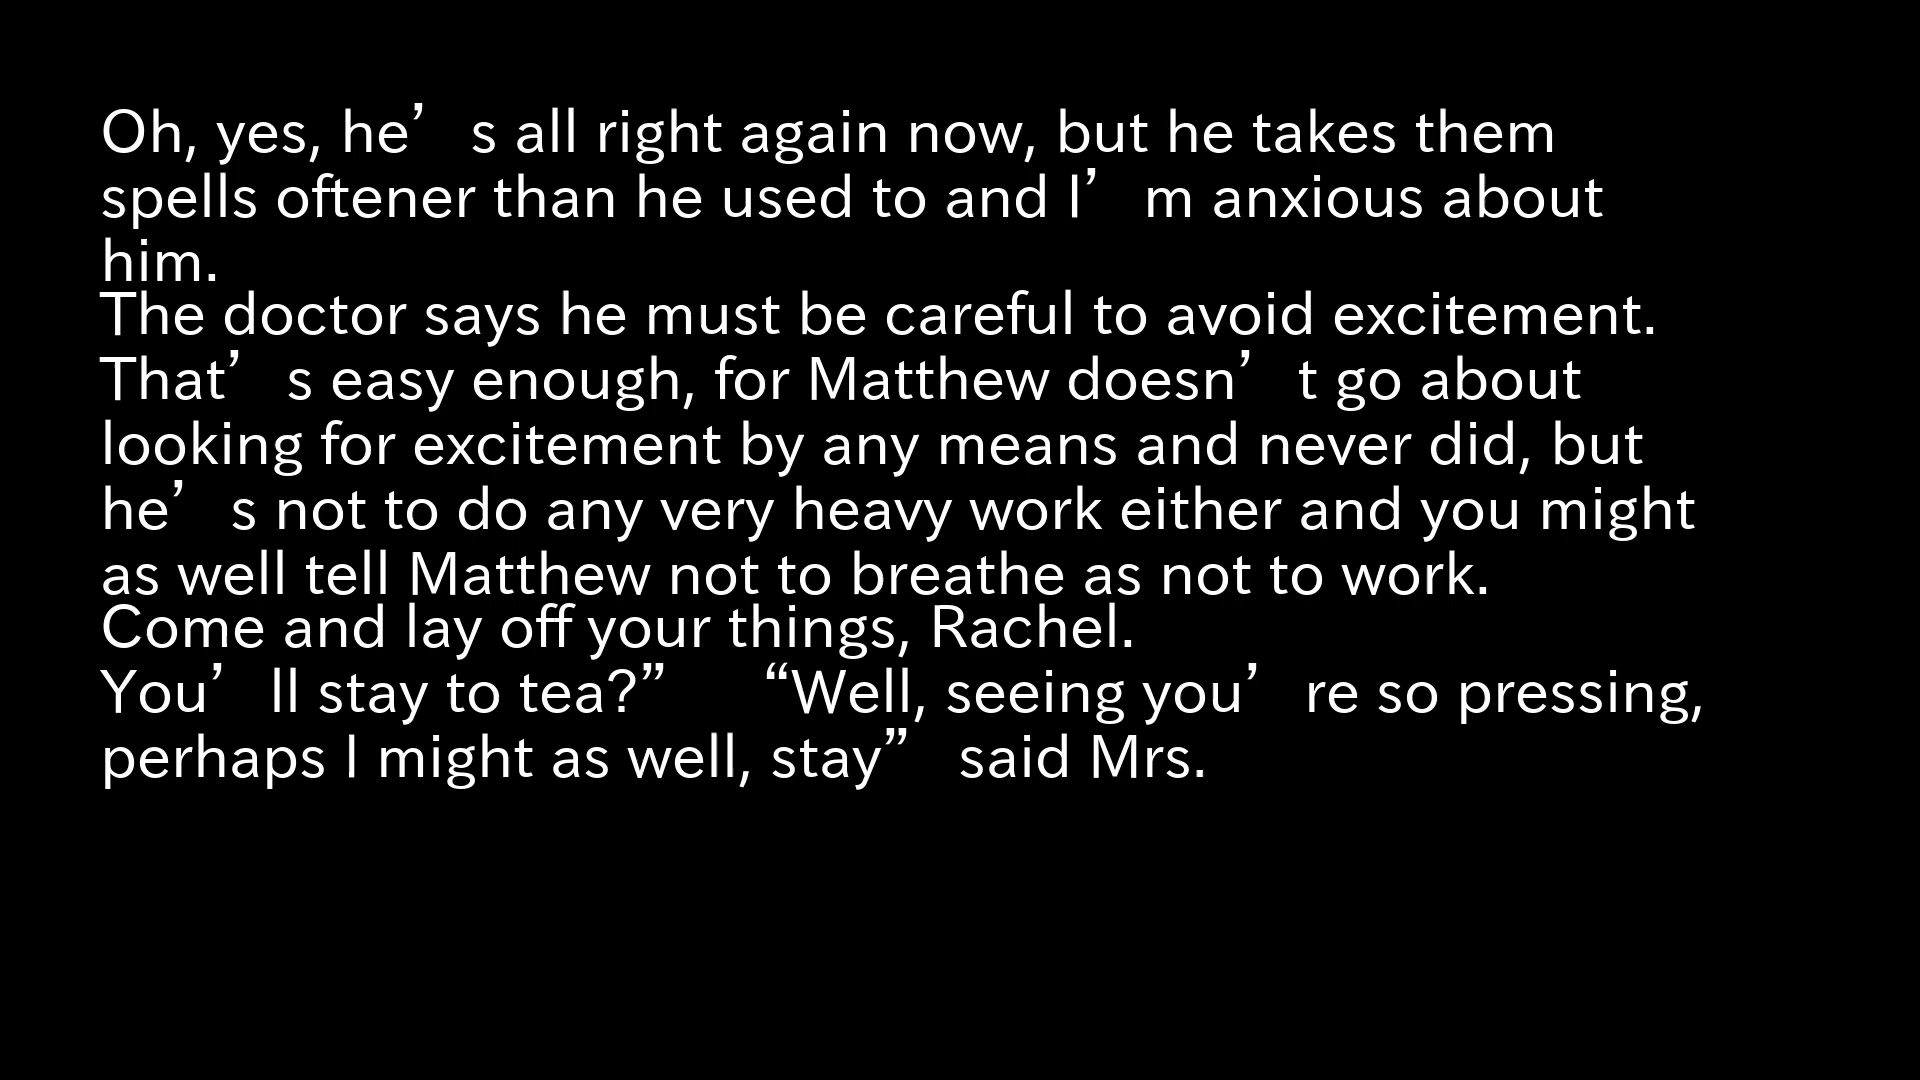 Oh, yes, he’s all right again now, but he takes them
spells oftener than he used to and I’m anxious about
him.
The doctor says he must be careful to avoid excitement.
That’s easy enough, for Matthew doesn’t go about
looking for excitement by any means and never did, but
he’s not to do any very heavy work either and you might
as well tell Matthew not to breathe as not to work.
Come and lay off your things, Rachel.
You’ll stay to tea?” “Well, seeing you’re so pressing,
perhaps I might as well, stay” said Mrs.